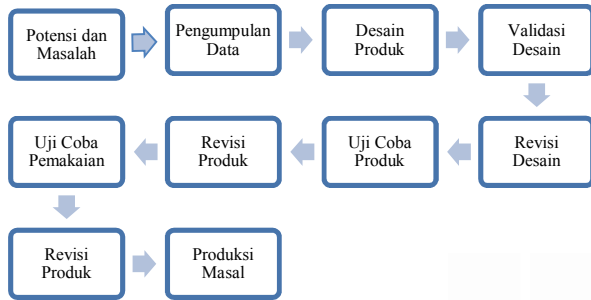 Potensi dan
Masalah
Pengumpulan
Data
Desain
Produk
Validasi
Desain
Revisi
Desain
Uji Coba
Produk
Revisi
Produk
Uji Coba
Pemakaian
Revisi
Produk
Produksi
Masal